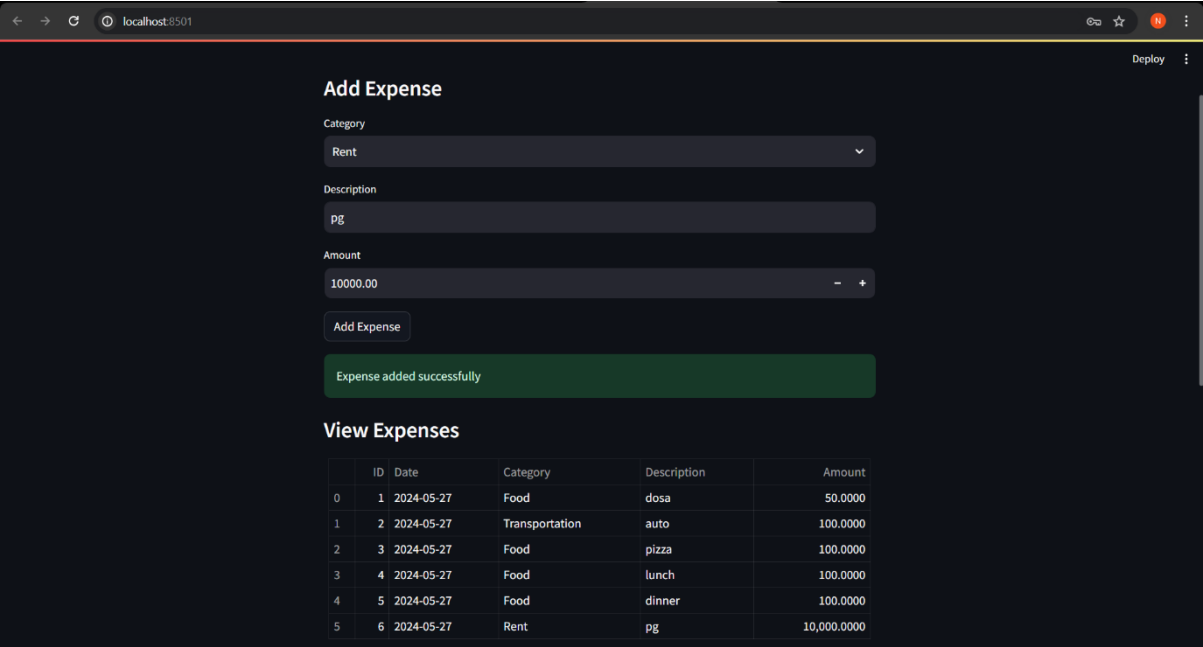 localhost:8501
N
Deploy
Add Expense
Category
Rent
Description
pg
Amount
10000.00 - +
Add Expense
Expense added successfully
View Expenses
ID Date Category Description Amount
0 1 2024-05-27 Food dosa 50.0000
1 2 2024-05-27 Transportation auto 100.0000
2 3 2024-05-27 Food pizza 100.0000
3 4 2024-05-27 Food lunch 100.0000
4 5 2024-05-27 Food dinner 100.0000
5 6 2024-05-27 Rent pg 10,000.0000